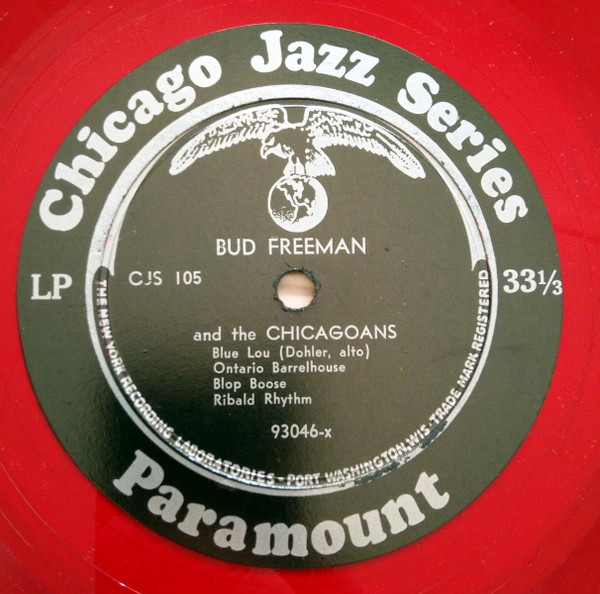 Chicago Jazz Series
BUD FREEMAN
LP
CJS 105
33⅓
and the CHICAGOANS
Blue Lou (Dohler, alto)
Ontario Barrelhouse
Blop Boose
Ribald Rhythm
93046-x
THE NEW YORK RECORDING LABORATORIES - PORT WASHINGTON, WIS · TRADE MARK REGISTERED
Paramount